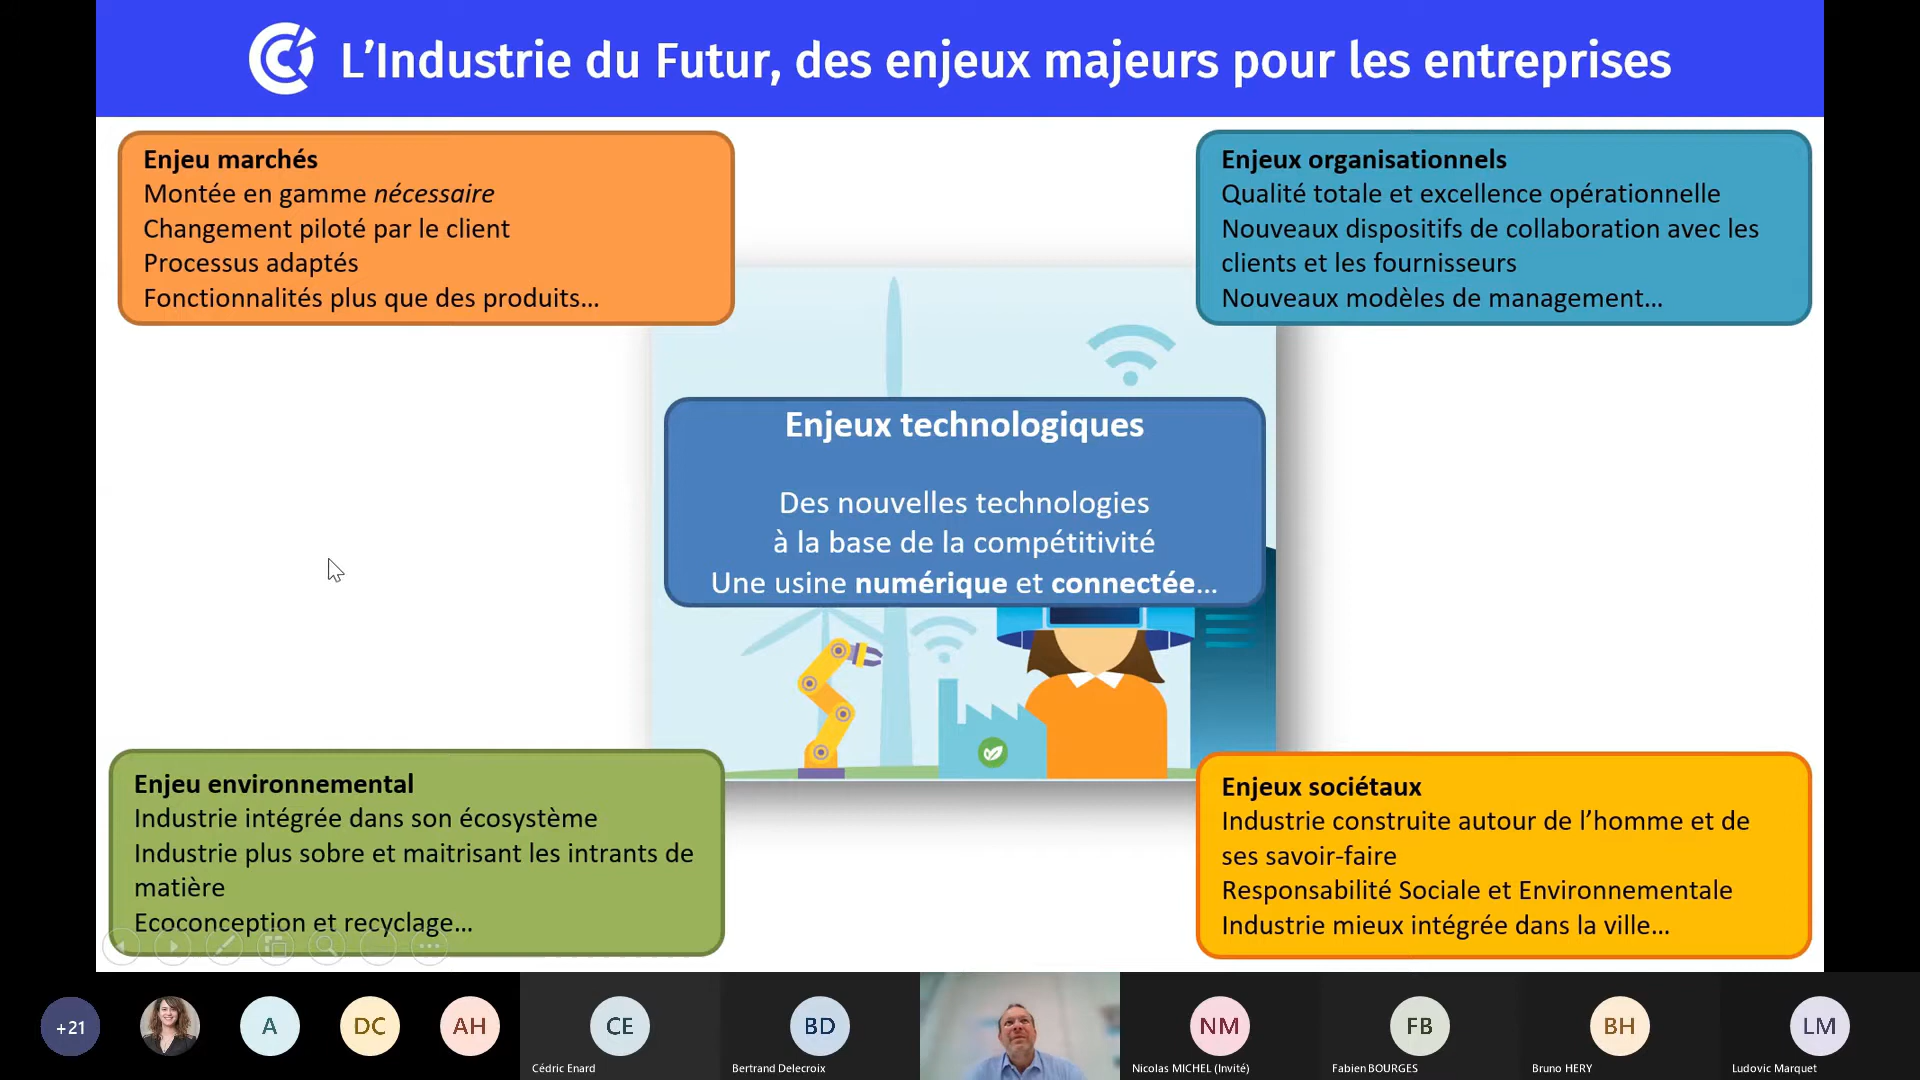 L’Industrie du Futur, des enjeux majeurs pour les entreprises
Enjeu marchés
Montée en gamme nécessaire
Changement piloté par le client
Processus adaptés
Fonctionnalités plus que des produits...
Enjeux organisationnels
Qualité totale et excellence opérationnelle
Nouveaux dispositifs de collaboration avec les
clients et les fournisseurs
Nouveaux modèles de management...
Enjeux technologiques
Des nouvelles technologies
à la base de la compétitivité
Une usine numérique et connectée...
Enjeu environnemental
Industrie intégrée dans son écosystème
Industrie plus sobre et maitrisant les intrants de
matière
Ecoconception et recyclage...
Enjeux sociétaux
Industrie construite autour de l’homme et de
ses savoir-faire
Responsabilité Sociale et Environnementale
Industrie mieux intégrée dans la ville...
+21
A
DC
AH
CE
BD
NM
FB
BH
LM
Cédric Enard
Bertrand Delecroix
Nicolas MICHEL (Invité)
Fabien BOURGES
Bruno HERY
Ludovic Marquet